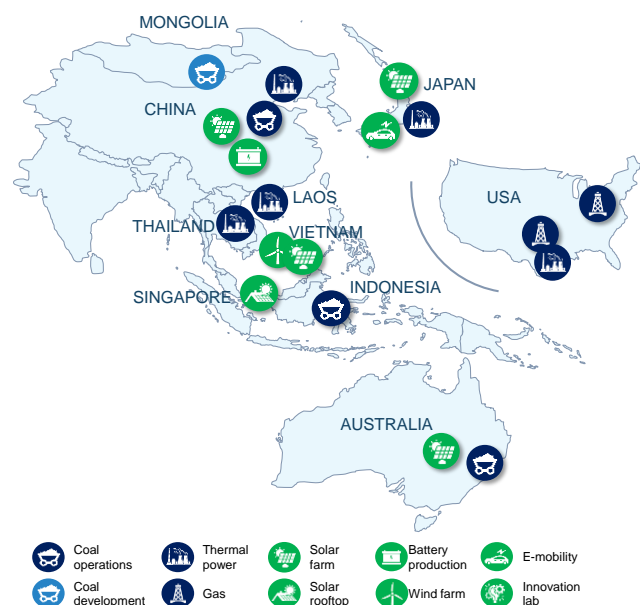 MONGOLIA
JAPAN
CHINA
USA
LAOS
THAILAND
VIETNAM
SINGAPORE
INDONESIA
AUSTRALIA
Coal
operations
Thermal
power
Solar
farm
Battery
production
E-mobility
Coal
development
Gas
Solar
rooftop
Wind farm
Innovation
lab